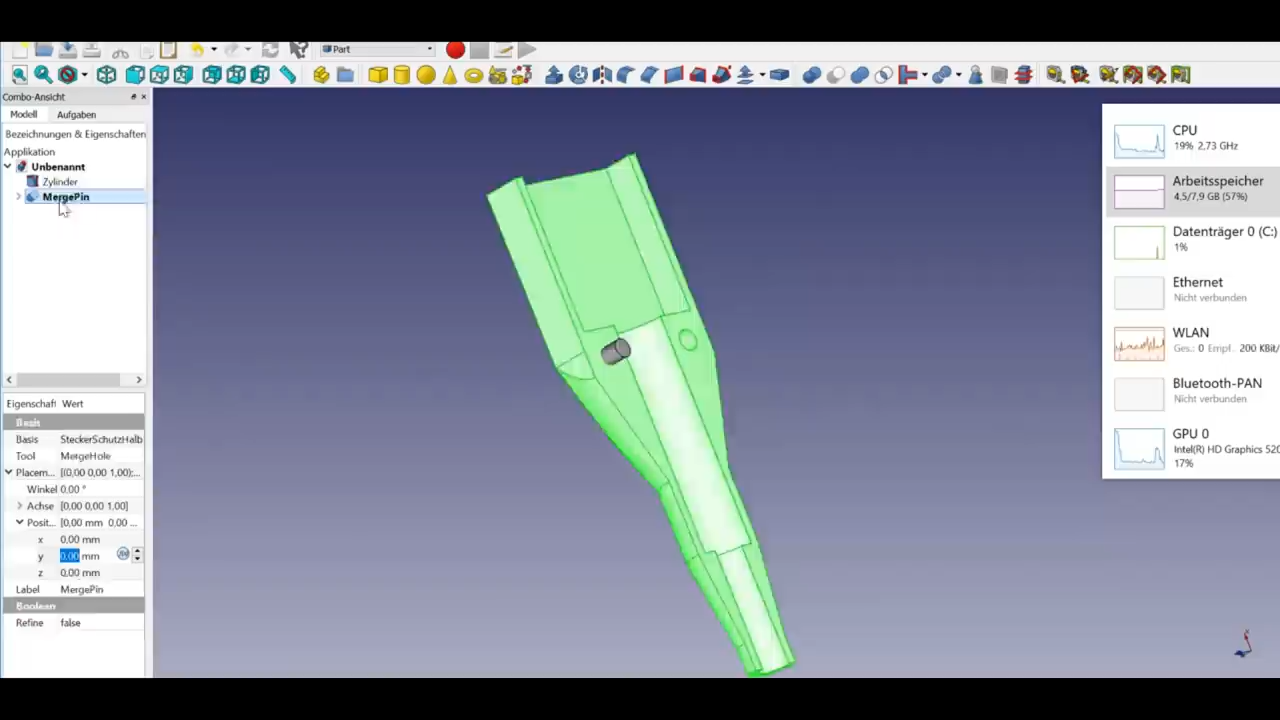 Part
Combo-Ansicht
Modell Aufgaben
Bezeichnungen & Eigenschaften
Applikation
Unbenannt
Zylinder
MergePin
Eigenschaft Wert
Basis
Basis SteckerSchutzHalb
Tool MergeHole
Placem... [(0,00 0,00 1,00);...
Winkel 0,00 °
Achse [0,00 0,00 1,00]
Posit... [0,00 mm 0,00 ...
x 0,00 mm
y 0,00 mm
z 0,00 mm
Label MergePin
Boolean
Refine false
CPU
19% 2,73 GHz
Arbeitsspeicher
4,5/7,9 GB (57%)
Datenträger 0 (C:)
1%
Ethernet
Nicht verbunden
WLAN
Ges.: 0 Empf. 200 KBit/
Bluetooth-PAN
Nicht verbunden
GPU 0
Intel(R) HD Graphics 520
17%